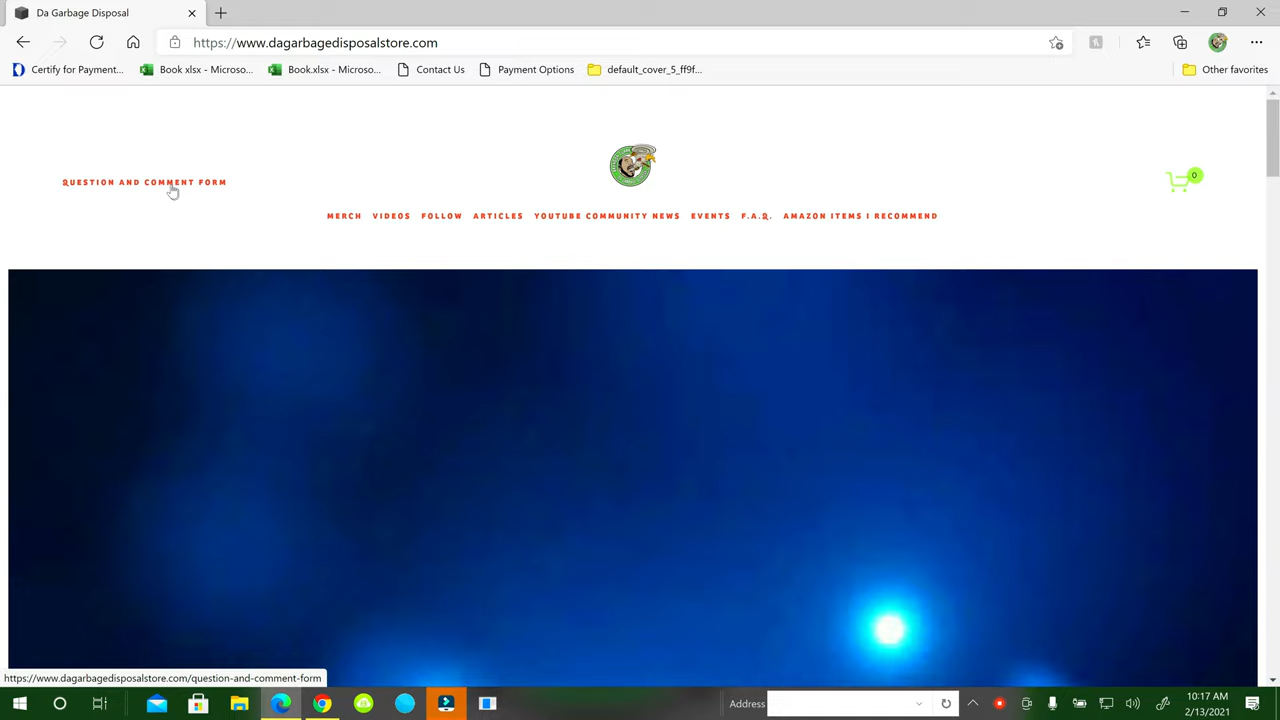 Da Garbage Disposal
https://www.dagarbagedisposalstore.com
Certify for Payment...
Book xlsx - Microso...
Book.xlsx - Microso...
Contact Us
Payment Options
default_cover_5_ff9f...
Other favorites
QUESTION AND COMMENT FORM
0
MERCH VIDEOS FOLLOW ARTICLES YOUTUBE COMMUNITY NEWS EVENTS F.A.Q. AMAZON ITEMS I RECOMMEND
https://www.dagarbagedisposalstore.com/question-and-comment-form
Address
10:17 AM
2/13/2021